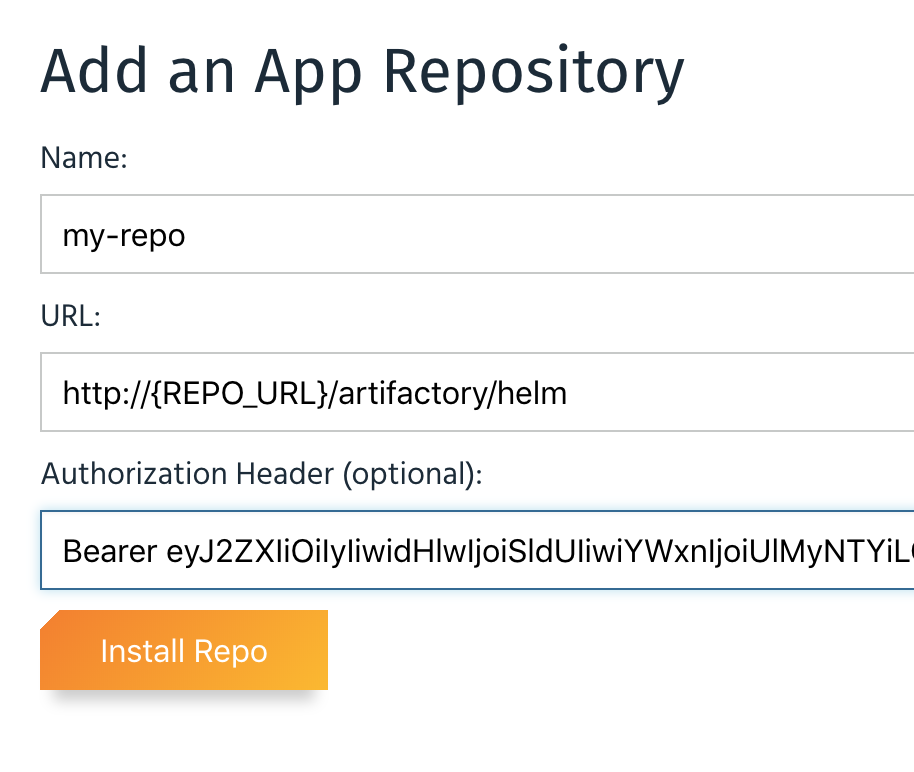 Add an App Repository
Name:
my-repo
URL:
http://{REPO_URL}/artifactory/helm
Authorization Header (optional):
Bearer eyJ2ZXIiOiIyIiwidHlwIjoiSldUIiwiYWxnIjoiUlMyNTYiL
Install Repo